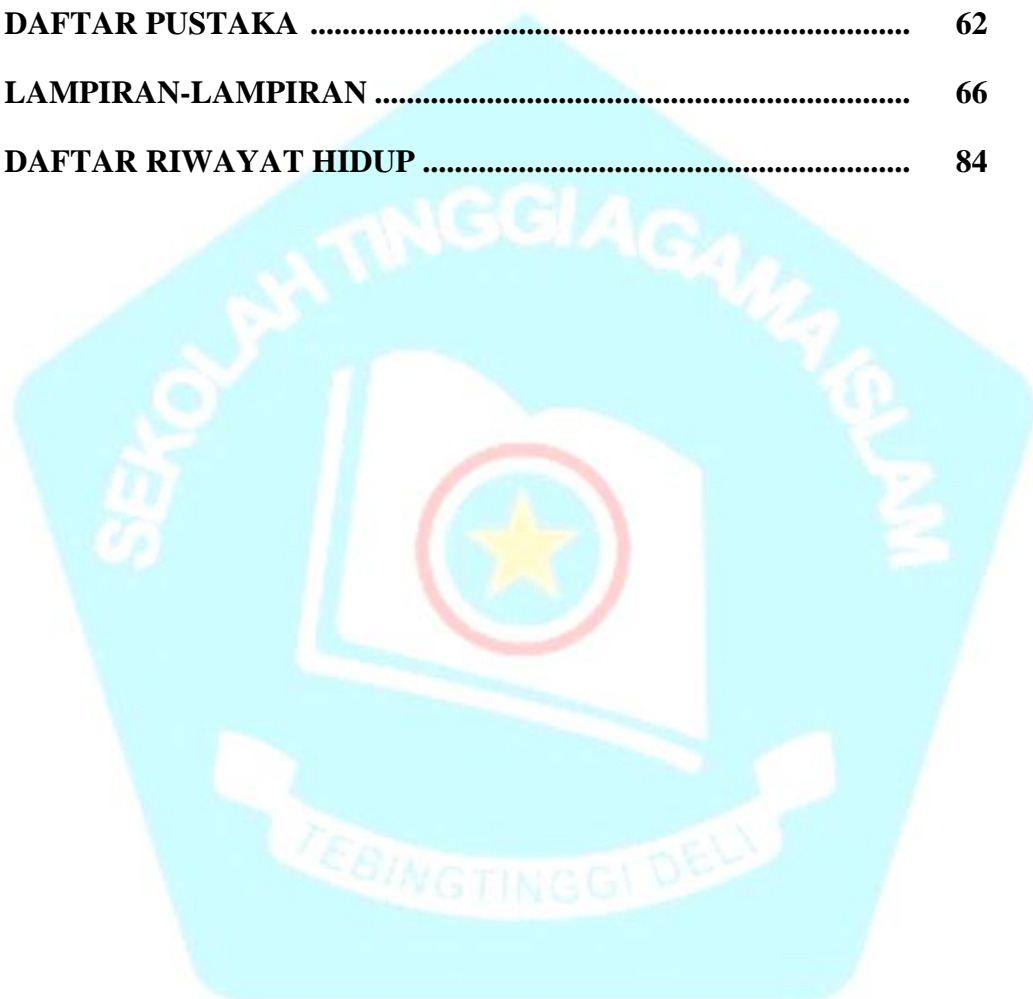 DAFTAR PUSTAKA ........................................................................... 62
LAMPIRAN-LAMPIRAN ................................................................... 66
DAFTAR RIWAYAT HIDUP ............................................................. 84
SEKOLAH TINGGI AGAMA ISLAM
TEBINGTINGGI DELI